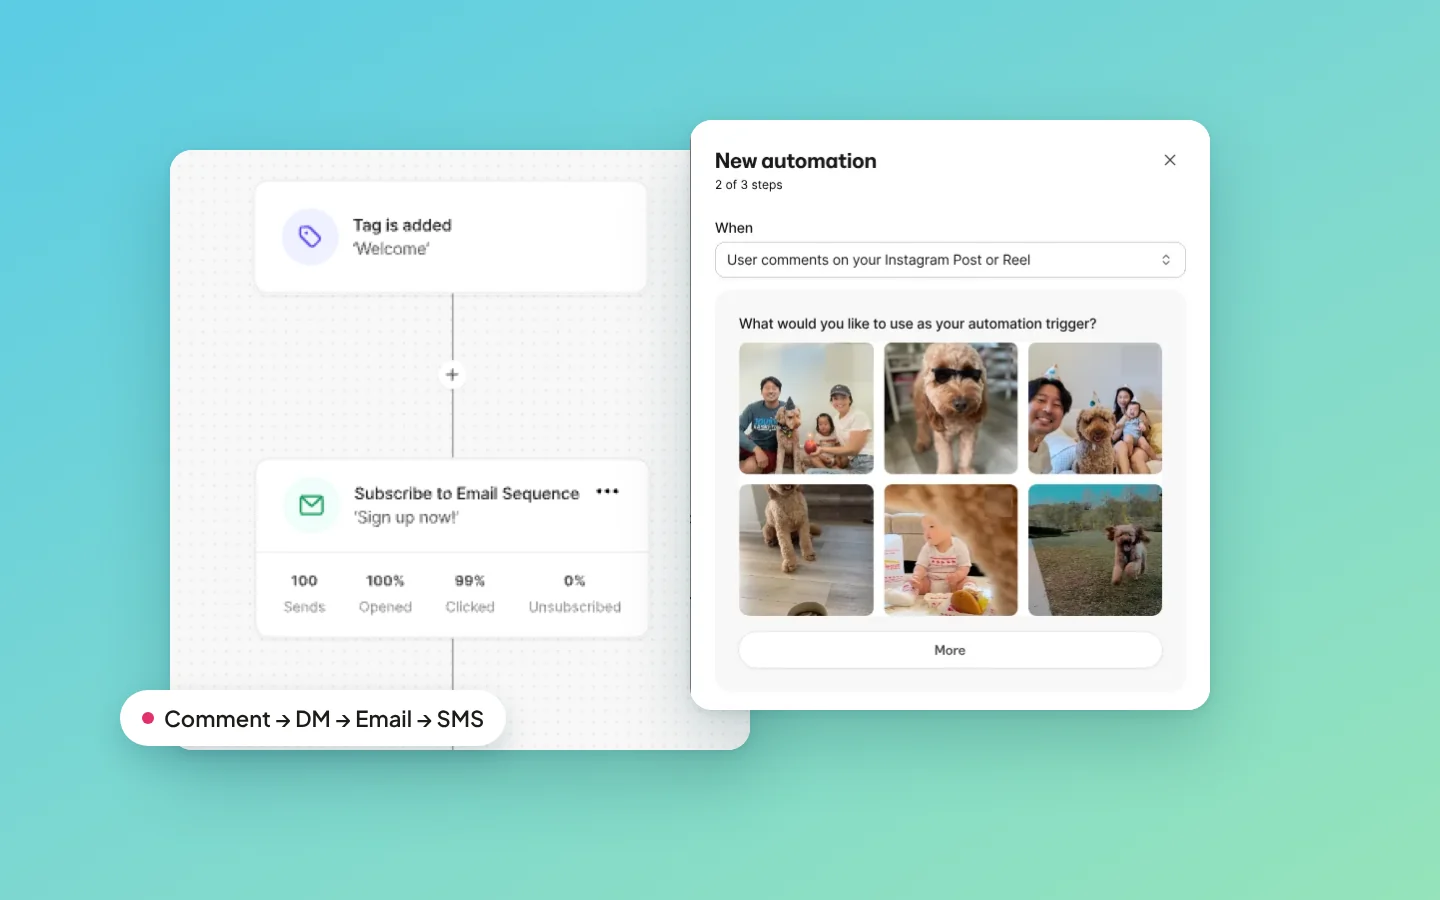 Tag is added
'Welcome'
Subscribe to Email Sequence
'Sign up now!'
100
100%
99%
0%
Sends
Opened
Clicked
Unsubscribed
Comment → DM → Email → SMS
New automation
2 of 3 steps
When
User comments on your Instagram Post or Reel
What would you like to use as your automation trigger?
More